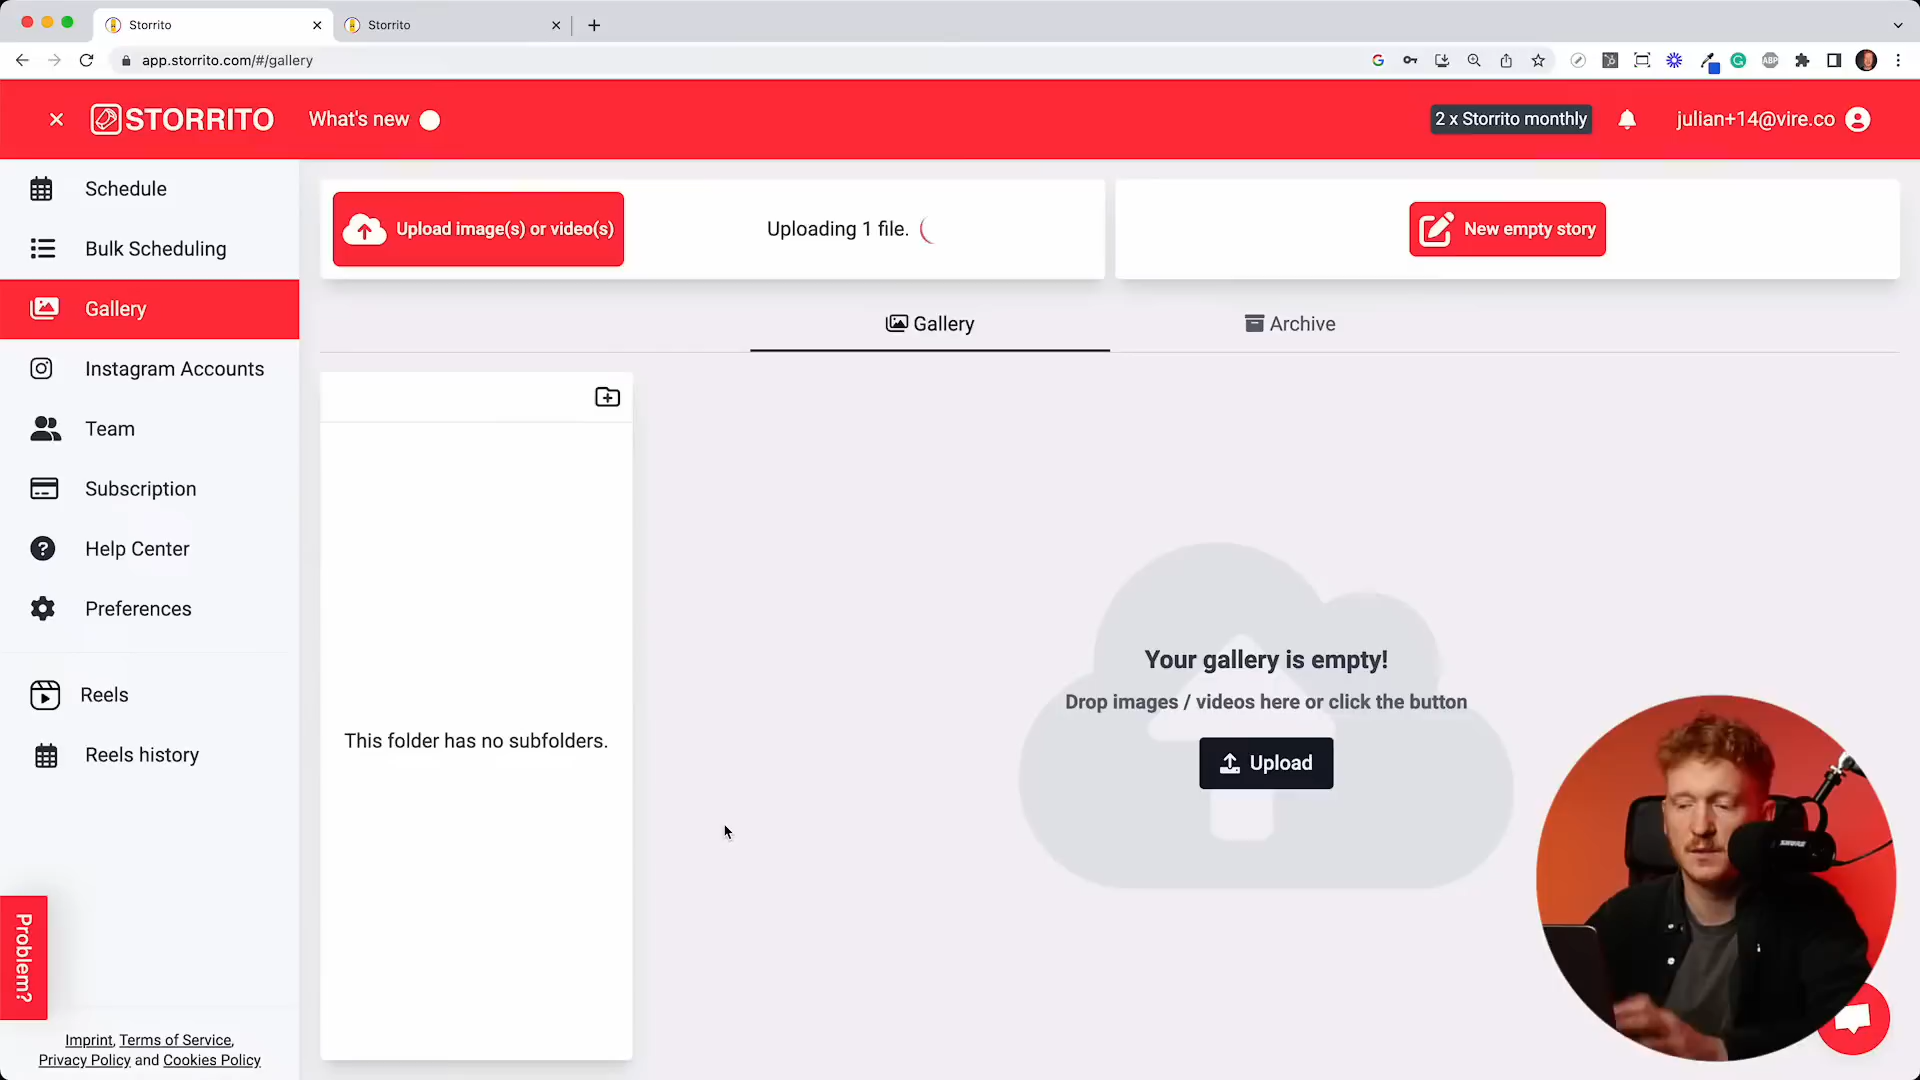 Storrito
Storrito
app.storrito.com/#/gallery
ABP
STORRITO
What's new
2 x Storrito monthly
julian+14@vire.co
Schedule
Bulk Scheduling
Gallery
Instagram Accounts
Team
Subscription
Help Center
Preferences
Reels
Reels history
Problem?
Imprint, Terms of Service,
Privacy Policy and Cookies Policy
Upload image(s) or video(s)
Uploading 1 file.
New empty story
Gallery
Archive
This folder has no subfolders.
Your gallery is empty!
Drop images / videos here or click the button
Upload
SHURE